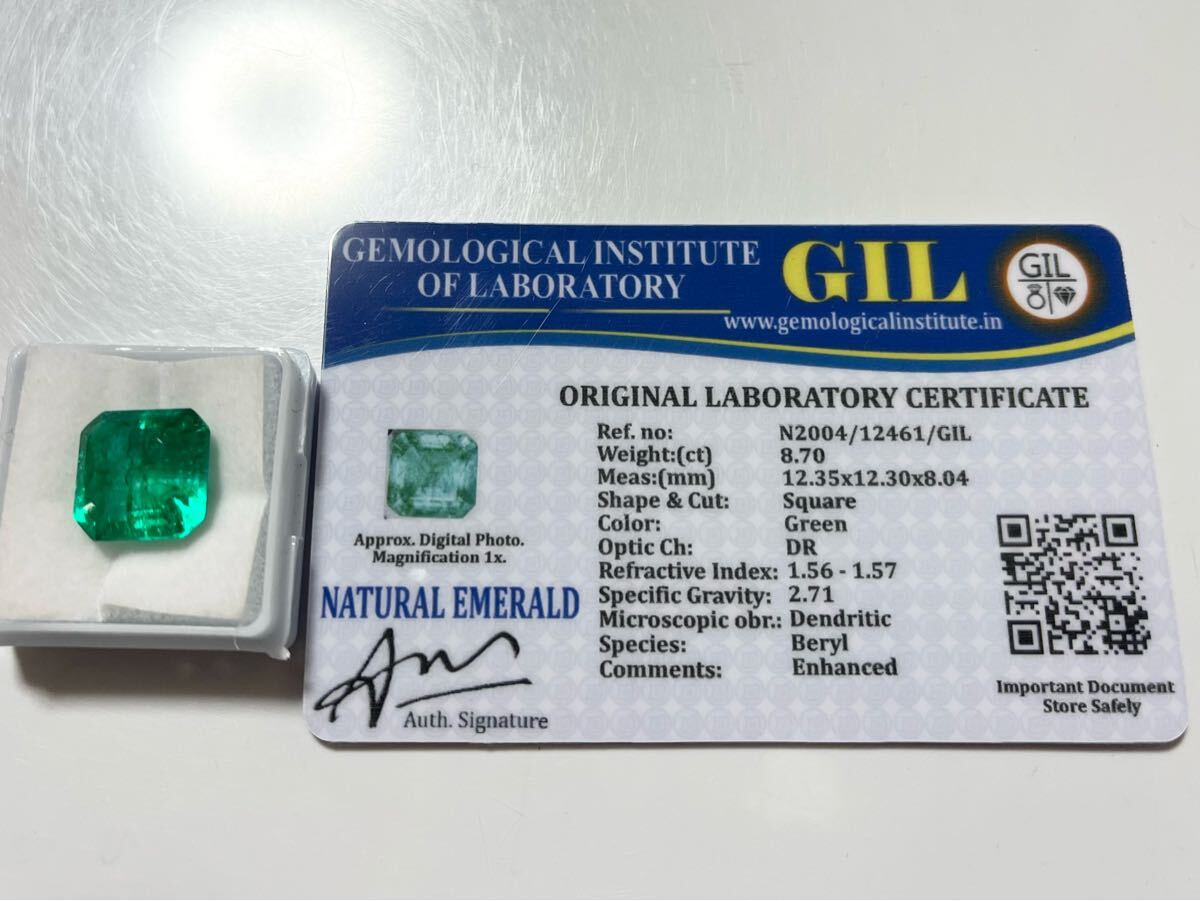 GEMOLOGICAL INSTITUTE
OF LABORATORY
GIL
GIL
www.gemologicalinstitute.in
ORIGINAL LABORATORY CERTIFICATE
Ref. no: N2004/12461/GIL
Weight:(ct) 8.70
Meas:(mm) 12.35x12.30x8.04
Shape & Cut: Square
Color: Green
Optic Ch: DR
Refractive Index: 1.56 - 1.57
Specific Gravity: 2.71
Microscopic obr.: Dendritic
Species: Beryl
Comments: Enhanced
Approx. Digital Photo.
Magnification 1x.
NATURAL EMERALD
Auth. Signature
Important Document
Store Safely